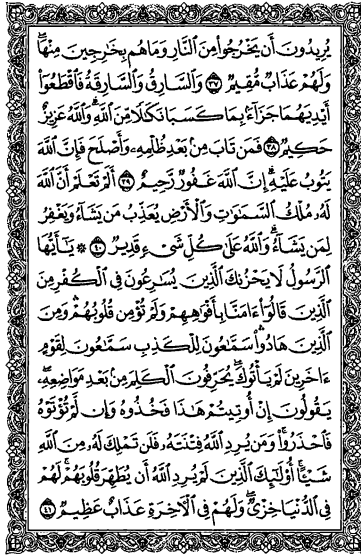 يُرِيدُونَ أَن يَخْرُجُوا۟ مِنَ ٱلنَّارِ وَمَا هُم بِخَٰرِجِينَ مِنْهَا ۖ
وَلَهُمْ عَذَابٌ مُّقِيمٌ ٣٧ وَٱلسَّارِقُ وَٱلسَّارِقَةُ فَٱقْطَعُوٓا۟
أَيْدِيَهُمَا جَزَآءًۢ بِمَا كَسَبَا نَكَٰلًا مِّنَ ٱللَّهِ ۗ وَٱللَّهُ عَزِيزٌ
حَكِيمٌ ٣٨ فَمَن تَابَ مِنۢ بَعْدِ ظُلْمِهِۦ وَأَصْلَحَ فَإِنَّ ٱللَّهَ
يَتُوبُ عَلَيْهِ ۗ إِنَّ ٱللَّهَ غَفُورٌ رَّحِيمٌ ٣٩ أَلَمْ تَعْلَمْ أَنَّ ٱللَّهَ
لَهُۥ مُلْكُ ٱلسَّمَٰوَٰتِ وَٱلْأَرْضِ يُعَذِّبُ مَن يَشَآءُ وَيَغْفِرُ
لِمَن يَشَآءُ ۗ وَٱللَّهُ عَلَىٰ كُلِّ شَىْءٍ قَدِيرٌ ٤٠ ۞ يَٰٓأَيُّهَا
ٱلرَّسُولُ لَا يَحْزُنكَ ٱلَّذِينَ يُسَٰرِعُونَ فِى ٱلْكُفْرِ مِنَ
ٱلَّذِينَ قَالُوٓا۟ ءَامَنَّا بِأَفْوَٰهِهِمْ وَلَمْ تُؤْمِن قُلُوبُهُمْ ۛ وَمِنَ
ٱلَّذِينَ هَادُوا۟ ۛ سَمَّٰعُونَ لِلْكَذِبِ سَمَّٰعُونَ لِقَوْمٍ
ءَاخَرِينَ لَمْ يَأْتُوكَ ۖ يُحَرِّفُونَ ٱلْكَلِمَ مِنۢ بَعْدِ مَوَاضِعِهِۦ ۖ
يَقُولُونَ إِنْ أُوتِيتُمْ هَٰذَا فَخُذُوهُ وَإِن لَّمْ تُؤْتَوْهُ
فَٱحْذَرُوا۟ ۚ وَمَن يُرِدِ ٱللَّهُ فِتْنَتَهُۥ فَلَن تَمْلِكَ لَهُۥ مِنَ ٱللَّهِ
شَيْـًٔا ۚ أُو۟لَٰٓئِكَ ٱلَّذِينَ لَمْ يُرِدِ ٱللَّهُ أَن يُطَهِّرَ قُلُوبَهُمْ ۚ لَهُمْ
فِى ٱلدُّنْيَا خِزْىٌ ۖ وَلَهُمْ فِى ٱلْءَاخِرَةِ عَذَابٌ عَظِيمٌ ٤١